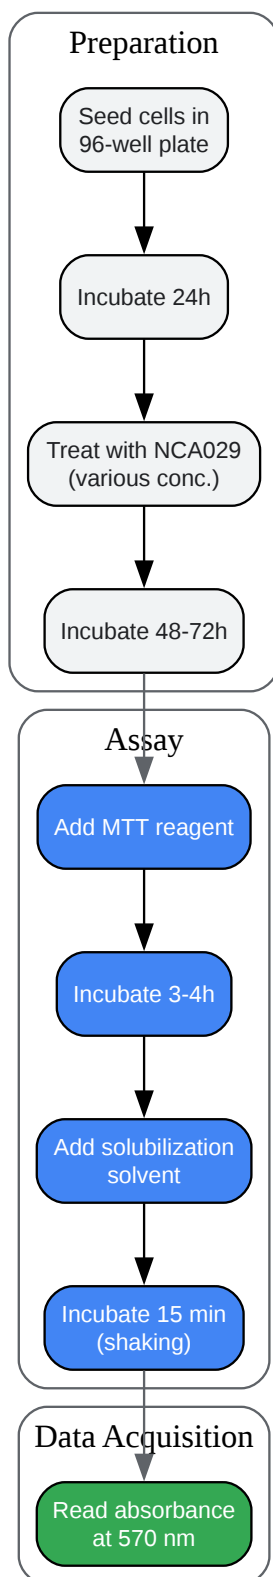 Preparation
Seed cells in
96-well plate
Incubate 24h
Treat with NCA029
(various conc.)
Incubate 48-72h
Assay
Add MTT reagent
Incubate 3-4h
Add solubilization
solvent
Incubate 15 min
(shaking)
Data Acquisition
Read absorbance
at 570 nm